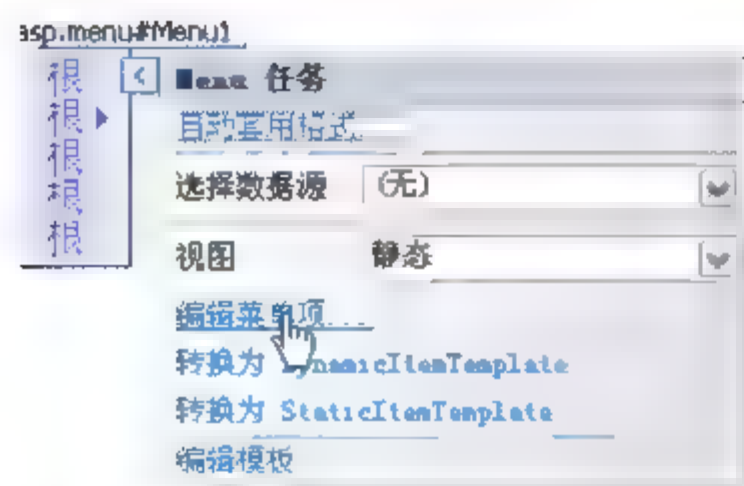 asp.menu#Menu1
根
根
根
根
根
Menu 任务
自动套用格式...
选择数据源 (无)
视图 静态
编辑菜单项...
转换为 DynamicItemTemplate
转换为 StaticItemTemplate
编辑模板